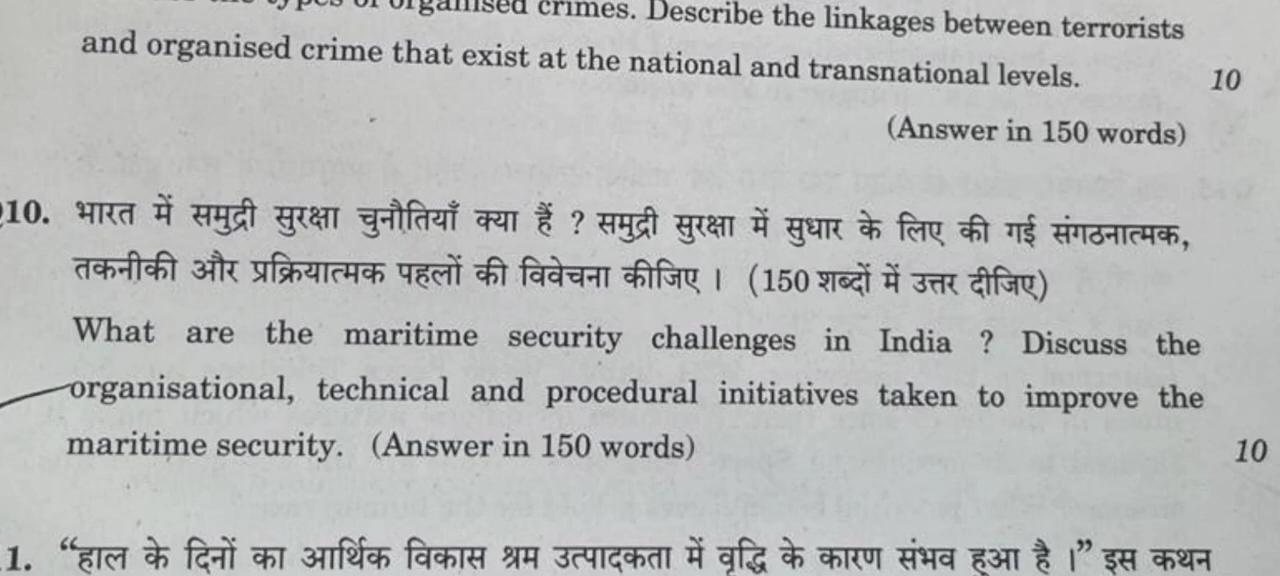 types of organised crimes. Describe the linkages between terrorists
and organised crime that exist at the national and transnational levels. 10
(Answer in 150 words)
10. भारत में समुद्री सुरक्षा चुनौतियाँ क्या हैं ? समुद्री सुरक्षा में सुधार के लिए की गई संगठनात्मक,
तकनीकी और प्रक्रियात्मक पहलों की विवेचना कीजिए । (150 शब्दों में उत्तर दीजिए)
What are the maritime security challenges in India ? Discuss the
organisational, technical and procedural initiatives taken to improve the
maritime security. (Answer in 150 words) 10
1. “हाल के दिनों का आर्थिक विकास श्रम उत्पादकता में वृद्धि के कारण संभव हुआ है ।” इस कथन